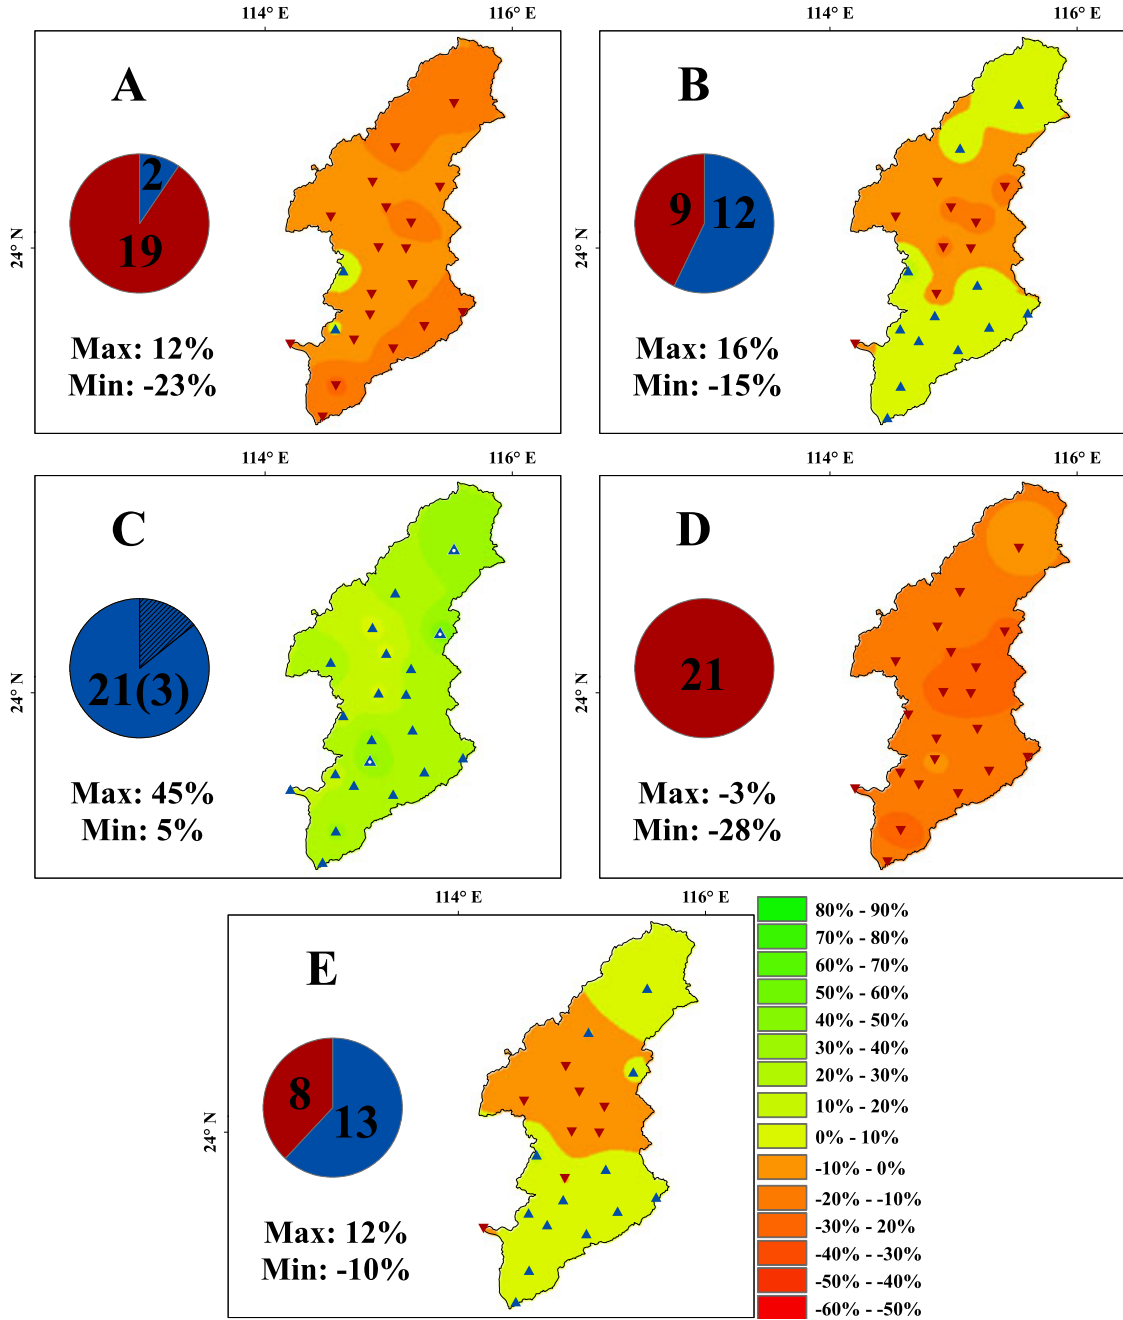 114° E
116° E
24° N
A
2
19
Max: 12%
Min: -23%
114° E
116° E
24° N
B
9
12
Max: 16%
Min: -15%
114° E
116° E
24° N
C
21(3)
Max: 45%
Min: 5%
114° E
116° E
24° N
D
21
Max: -3%
Min: -28%
114° E
116° E
24° N
E
8
13
Max: 12%
Min: -10%
80% - 90%
70% - 80%
60% - 70%
50% - 60%
40% - 50%
30% - 40%
20% - 30%
10% - 20%
0% - 10%
-10% - 0%
-20% - -10%
-30% - 20%
-40% - -30%
-50% - -40%
-60% - -50%